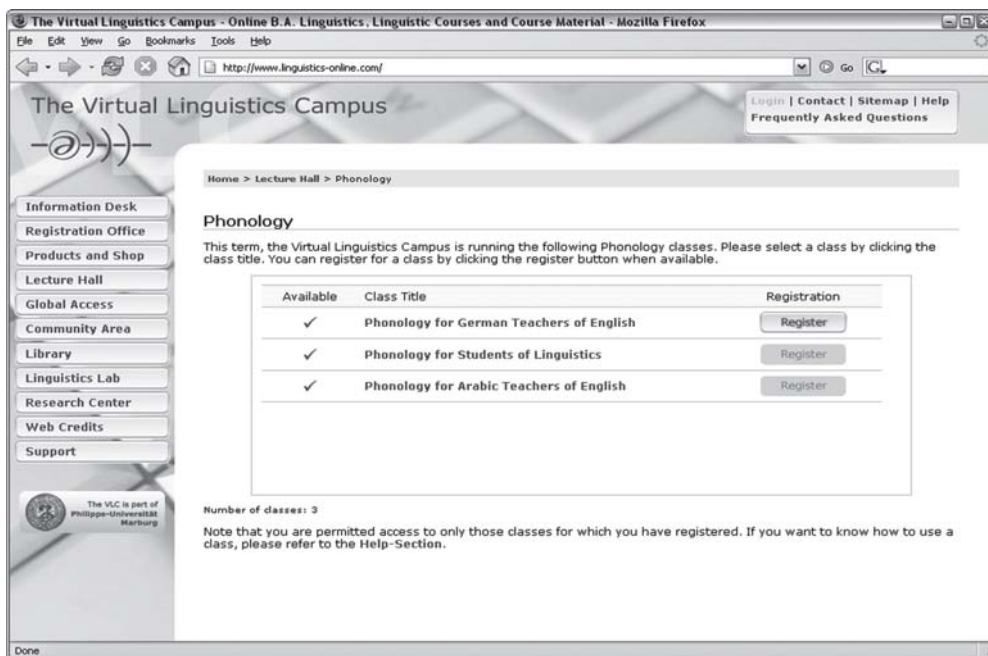 The Virtual Linguistics Campus - Online B.A. Linguistics, Linguistic Courses and Course Material - Mozilla Firefox
File Edit View Go Bookmarks Tools Help
http://www.linguistics-online.com/ Go
The Virtual Linguistics Campus
Login | Contact | Sitemap | Help
Frequently Asked Questions
Home > Lecture Hall > Phonology
Information Desk
Registration Office
Products and Shop
Lecture Hall
Global Access
Community Area
Library
Linguistics Lab
Research Center
Web Credits
Support
The VLC is part of
Philipps-Universität
Marburg
Phonology
This term, the Virtual Linguistics Campus is running the following Phonology classes. Please select a class by clicking the
class title. You can register for a class by clicking the register button when available.
Available Class Title Registration
✓ Phonology for German Teachers of English Register
✓ Phonology for Students of Linguistics Register
✓ Phonology for Arabic Teachers of English Register
Number of classes: 3
Note that you are permitted access to only those classes for which you have registered. If you want to know how to use a
class, please refer to the Help-Section.
Done